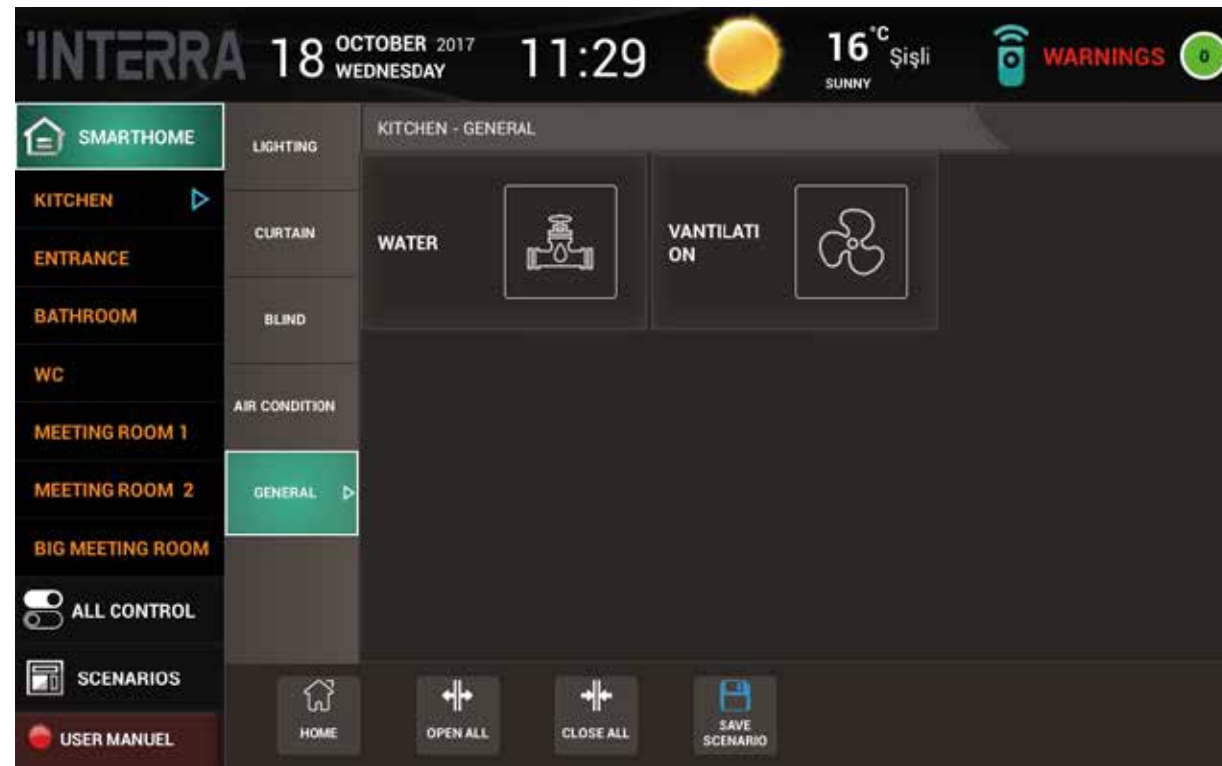 INTERRA
18 OCTOBER 2017
WEDNESDAY
11:29
16°C
Şişli
SUNNY
WARNINGS
0
SMARTHOME
KITCHEN
ENTRANCE
BATHROOM
WC
MEETING ROOM 1
MEETING ROOM 2
BIG MEETING ROOM
ALL CONTROL
SCENARIOS
USER MANUEL
LIGHTING
CURTAIN
BLIND
AIR CONDITION
GENERAL
KITCHEN - GENERAL
WATER
VANTILATI
ON
HOME
OPEN ALL
CLOSE ALL
SAVE
SCENARIO